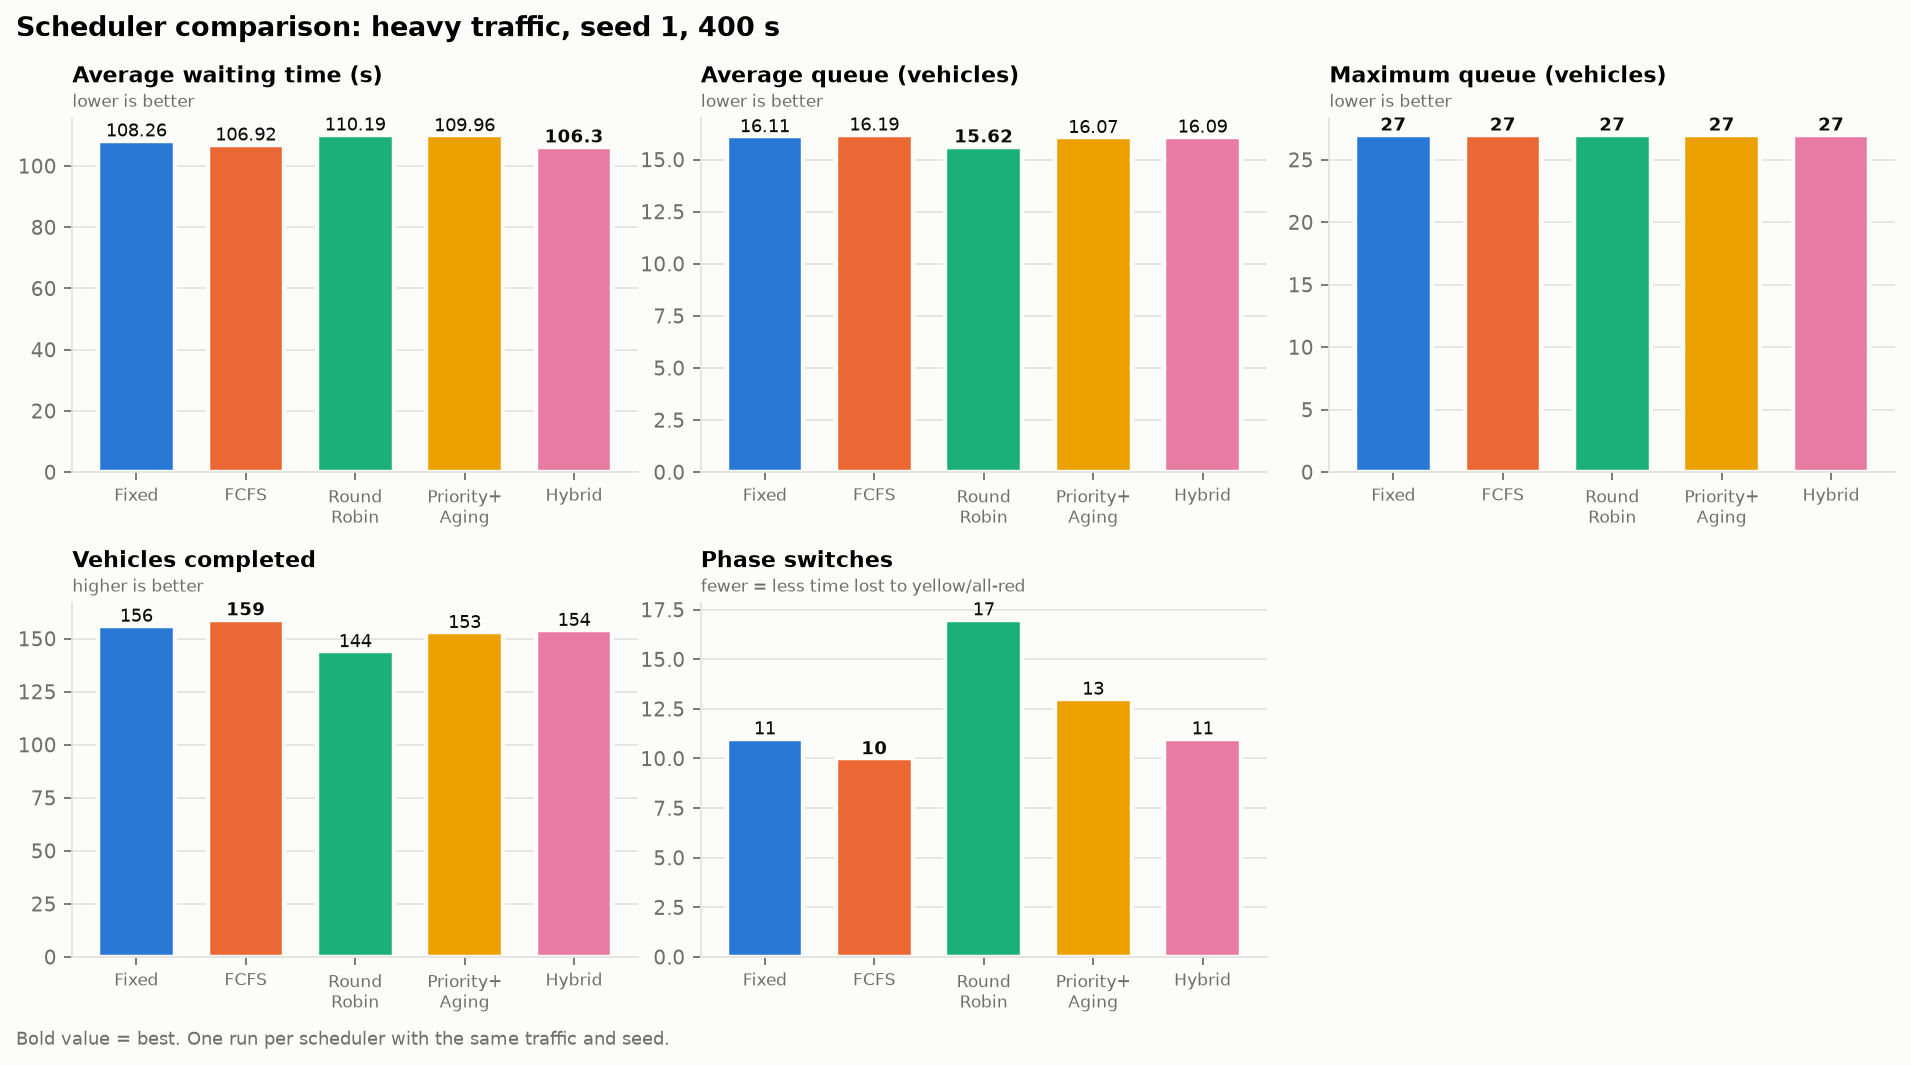 Scheduler comparison: heavy traffic, seed 1, 400 s
Average waiting time (s)
lower is better
108.26 106.92 110.19 109.96 106.3
100
80
60
40
20
0
Fixed FCFS Round Robin Priority+ Aging Hybrid
Average queue (vehicles)
lower is better
16.11 16.19 15.62 16.07 16.09
15.0
12.5
10.0
7.5
5.0
2.5
0.0
Fixed FCFS Round Robin Priority+ Aging Hybrid
Maximum queue (vehicles)
lower is better
27 27 27 27 27
25
20
15
10
5
0
Fixed FCFS Round Robin Priority+ Aging Hybrid
Vehicles completed
higher is better
156 159 144 153 154
150
125
100
75
50
25
0
Fixed FCFS Round Robin Priority+ Aging Hybrid
Phase switches
fewer = less time lost to yellow/all-red
11 10 17 13 11
17.5
15.0
12.5
10.0
7.5
5.0
2.5
0.0
Fixed FCFS Round Robin Priority+ Aging Hybrid
Bold value = best. One run per scheduler with the same traffic and seed.